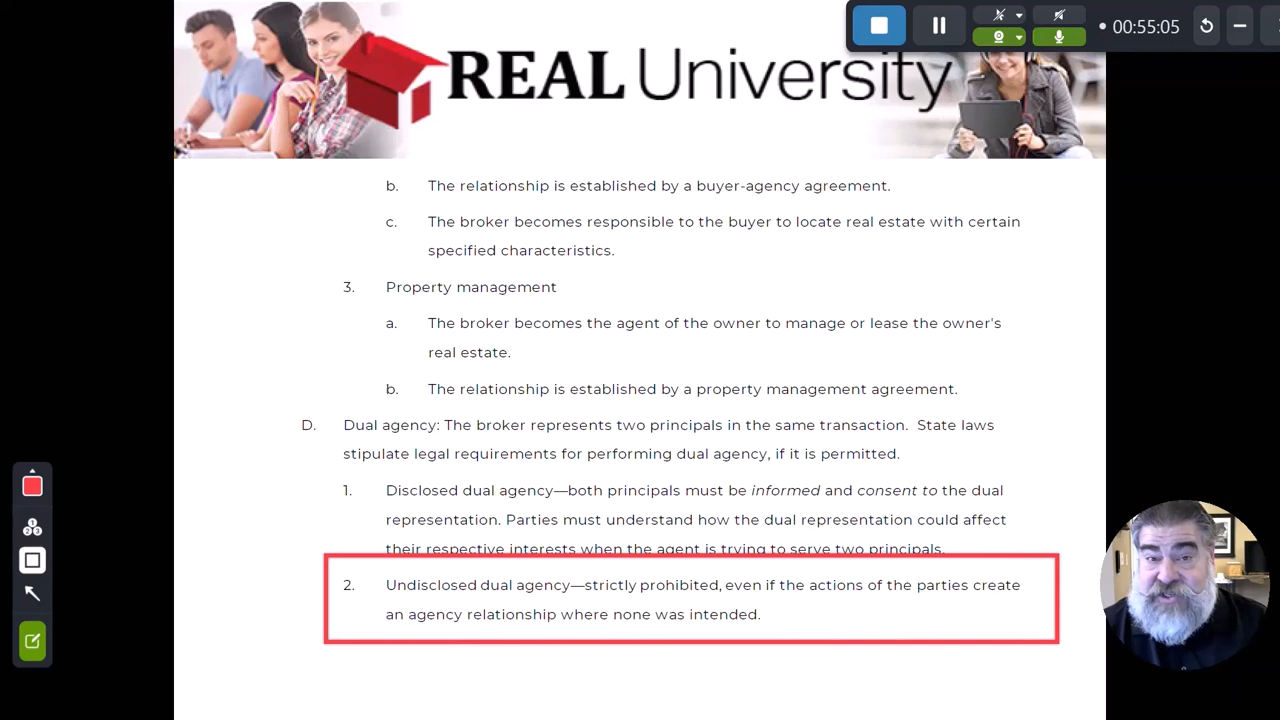 00:55:05
REAL University
b. The relationship is established by a buyer-agency agreement.
c. The broker becomes responsible to the buyer to locate real estate with certain
specified characteristics.
3. Property management
a. The broker becomes the agent of the owner to manage or lease the owner's
real estate.
b. The relationship is established by a property management agreement.
D. Dual agency: The broker represents two principals in the same transaction. State laws
stipulate legal requirements for performing dual agency, if it is permitted.
1. Disclosed dual agency—both principals must be informed and consent to the dual
representation. Parties must understand how the dual representation could affect
their respective interests when the agent is trying to serve two principals.
2. Undisclosed dual agency—strictly prohibited, even if the actions of the parties create
an agency relationship where none was intended.